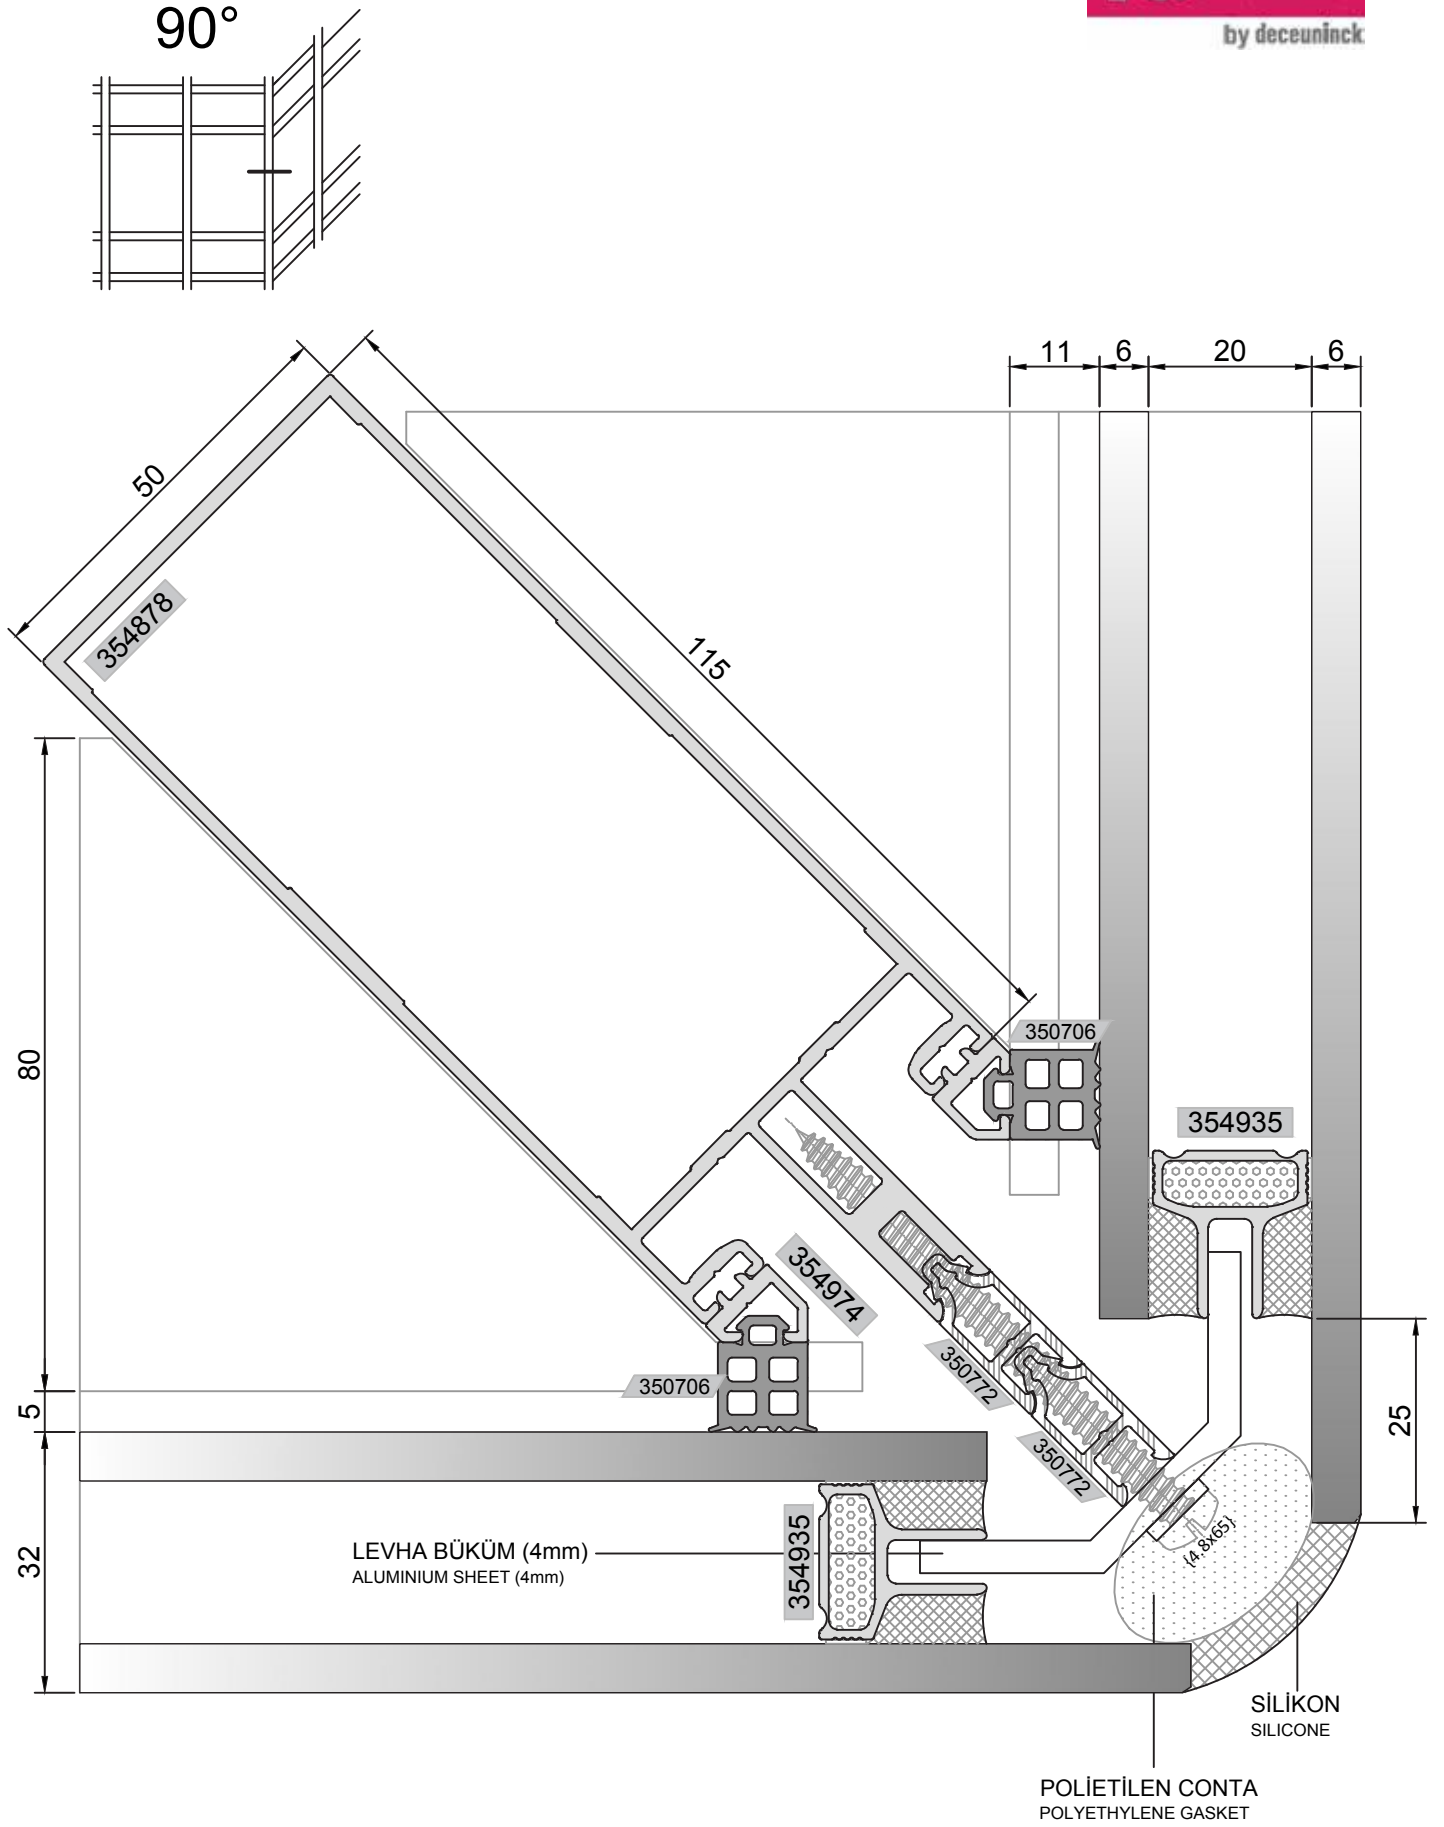 90°
by deceuninck
11
6
20
6
50
115
354878
350706
354935
80
354974
350772
350706
5
350772
25
32
354935
LEVHA BÜKÜM (4mm)
ALUMINIUM SHEET (4mm)
{4.8x65}
SİLİKON
SILICONE
POLİETİLEN CONTA
POLYETHYLENE GASKET